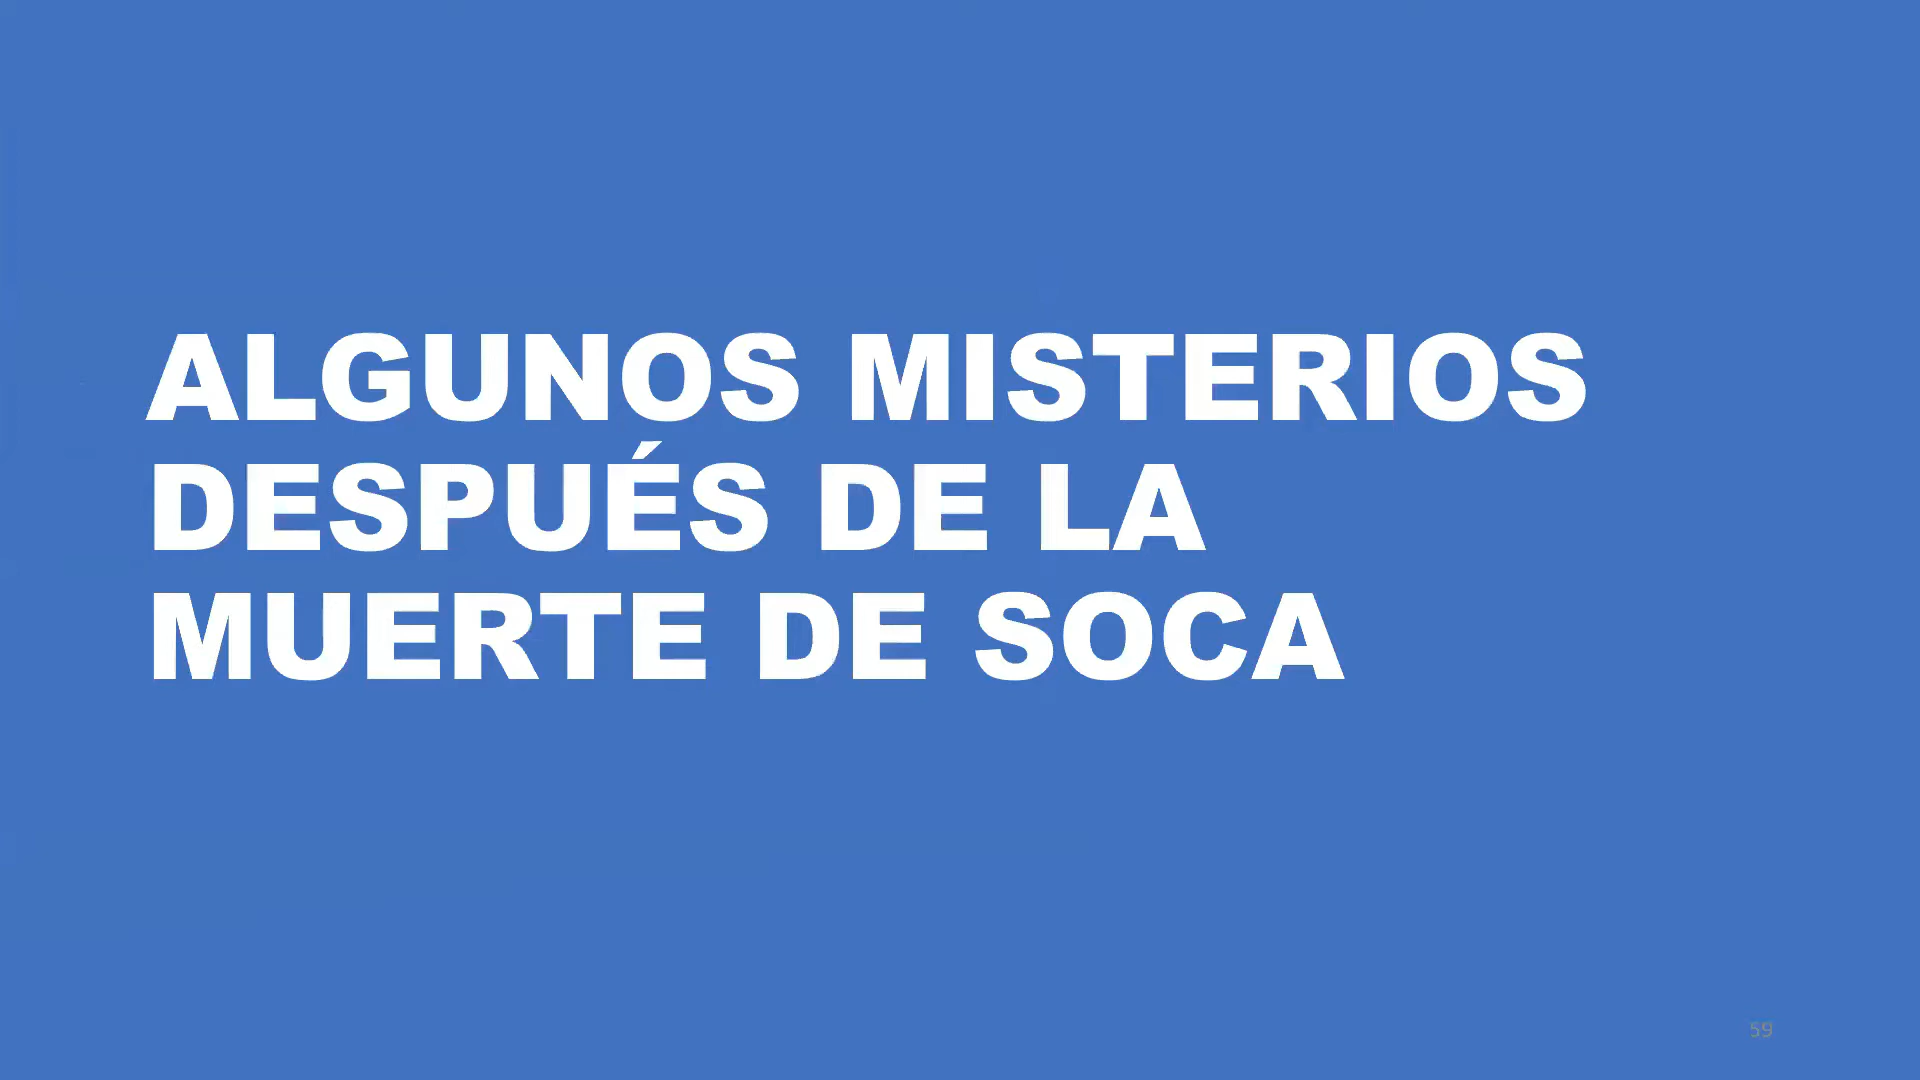 ALGUNOS MISTERIOS
DESPUÉS DE LA
MUERTE DE SOCA
59